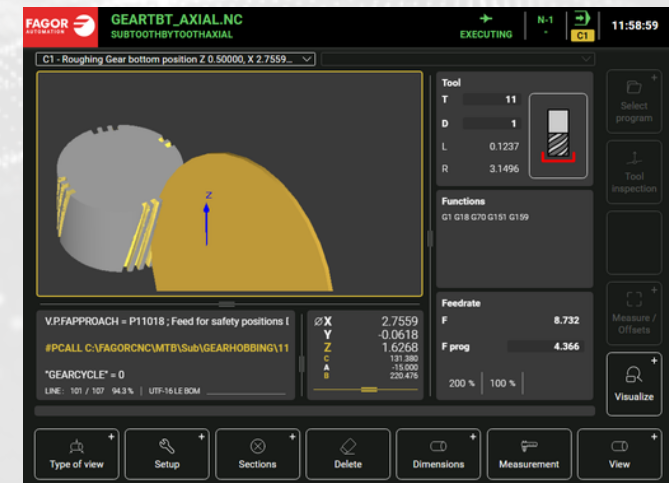 FAGOR
AUTOMATION
GEARTBT_AXIAL.NC
SUBTOOTHBYTOOTHAXIAL
EXECUTING
N-1
-
C1
11:58:59
C1 - Roughing Gear bottom position Z 0.50000, X 2.7559...
Z
Tool
T 11
D 1
L 0.1237
R 3.1496
Functions
G1 G18 G70 G151 G159
Feedrate
F 8.732
F prog 4.366
200 % 100 %
V.P.FAPPROACH = P11018 ; Feed for safety positions [
#PCALL C:\FAGORCNC\MTB\Sub\GEARHOBBING\11
"GEARCYCLE" = 0
LINE: 101 / 107 94.3% UTF-16 LE BOM
ØX 2.7559
Y -0.0618
Z 1.6268
C 131.380
A -15.000
B 220.476
Select program
Tool inspection
Measure / Offsets
Visualize
Type of view
Setup
Sections
Delete
Dimensions
Measurement
View